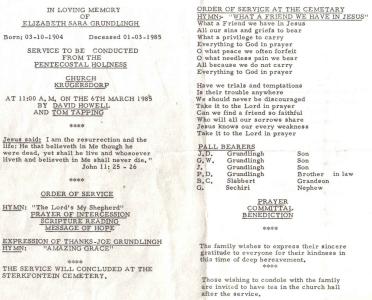 IN LOVING MEMORY
OF
ELIZABETH SARA GRUNDLINGH
Born; 03-10-1904 Deceased 01-03-1985
SERVICE TO BE CONDUCTED
FROM THE
PENTECOSTAL HOLINESS
CHURCH
KRUGERSDORP
AT 11:00 A, M, ON THE 6TH MARCH 1985
BY DAVID HOWELL
AND TOM TAPPING
****
Jesus said: I am the resurrection and the
life; He that believeth in Me though he
were dead, yet shall he live and whosoever
liveth and believeth in Me shall never die."
John 11; 25 - 26
****
ORDER OF SERVICE
HYMN: "The Lord's My Shepherd"
PRAYER OF INTERCESSION
SCRIPTURE READING
MESSAGE OF HOPE
EXPRESSION OF THANKS-JOE GRUNDLINGH
HYMN: "AMAZING GRACE"
****
THE SERVICE WILL CONCLUDED AT THE
STERKFONTEIN CEMETERY.
ORDER OF SERVICE AT THE CEMETARY
HYMN:- "WHAT A FRIEND WE HAVE IN JESUS"
What a Friend we have in Jesus
All our sins and griefs to bear
What a privilege to carry
Everything to God in prayer
O what peace we often forfeit
O what needless pain we bear
All because we do not carry
Everything to God in prayer
Have we trials and temptations
Is their trouble anywhere
We should never be discouraged
Take it to the Lord in prayer
Can we find a friend so faithful
Who will all our sorrows share
Jesus knows our every weakness
Take it to the Lord in prayer
PALL BEARERS
J.D. Grundlingh Son
G.W. Grundlingh Son
J. Grundlingh Son
P.D. Grundlingh Brother in law
B.C. Slabbert Grandson
G. Sechiri Nephew
PRAYER
COMMITTAL
BENEDICTION
****
The family wishes to express their sincere
gratitude to everyone for their kindness in
this time of deep bereavement.
****
Those wishing to condole with the family
are invited to have tea in the church hall
after the service.